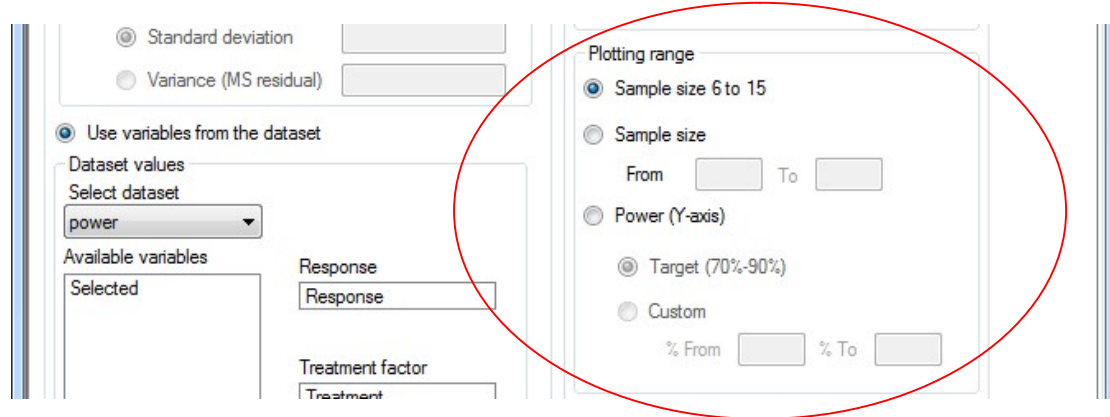 Standard deviation
Variance (MS residual)
Use variables from the dataset
Dataset values
Select dataset
power
Available variables
Selected
Response
Response
Treatment factor
Treatment
Plotting range
Sample size 6 to 15
Sample size
From To
Power (Y-axis)
Target (70%-90%)
Custom
% From % To